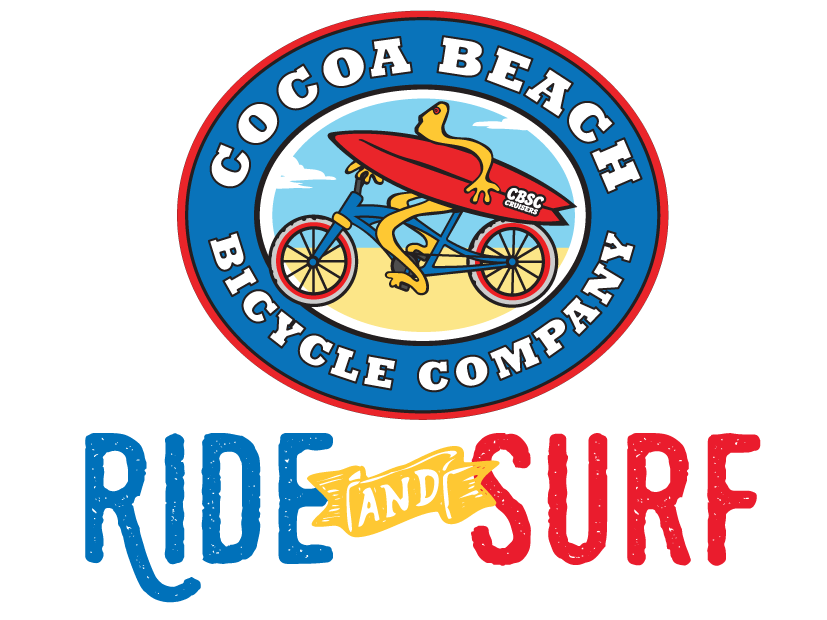 COCOA BEACH
CBSC
CRUISERS
BICYCLE COMPANY
RIDE AND SURF